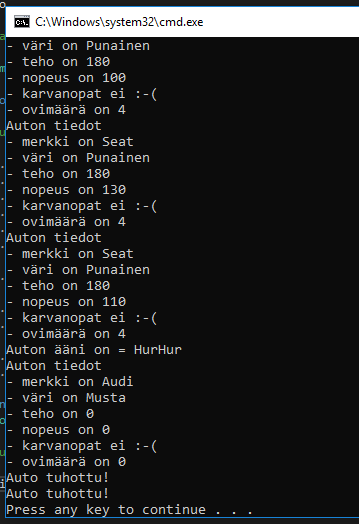 C:\Windows\system32\cmd.exe
- väri on Punainen
- teho on 180
- nopeus on 100
- karvanopat ei :-(
- ovimäärä on 4
Auton tiedot
- merkki on Seat
- väri on Punainen
- teho on 180
- nopeus on 130
- karvanopat ei :-(
- ovimäärä on 4
Auton tiedot
- merkki on Seat
- väri on Punainen
- teho on 180
- nopeus on 110
- karvanopat ei :-(
- ovimäärä on 4
Auton ääni on = HurHur
Auton tiedot
- merkki on Audi
- väri on Musta
- teho on 0
- nopeus on 0
- karvanopat ei :-(
- ovimäärä on 0
Auto tuhottu!
Auto tuhottu!
Press any key to continue . . .